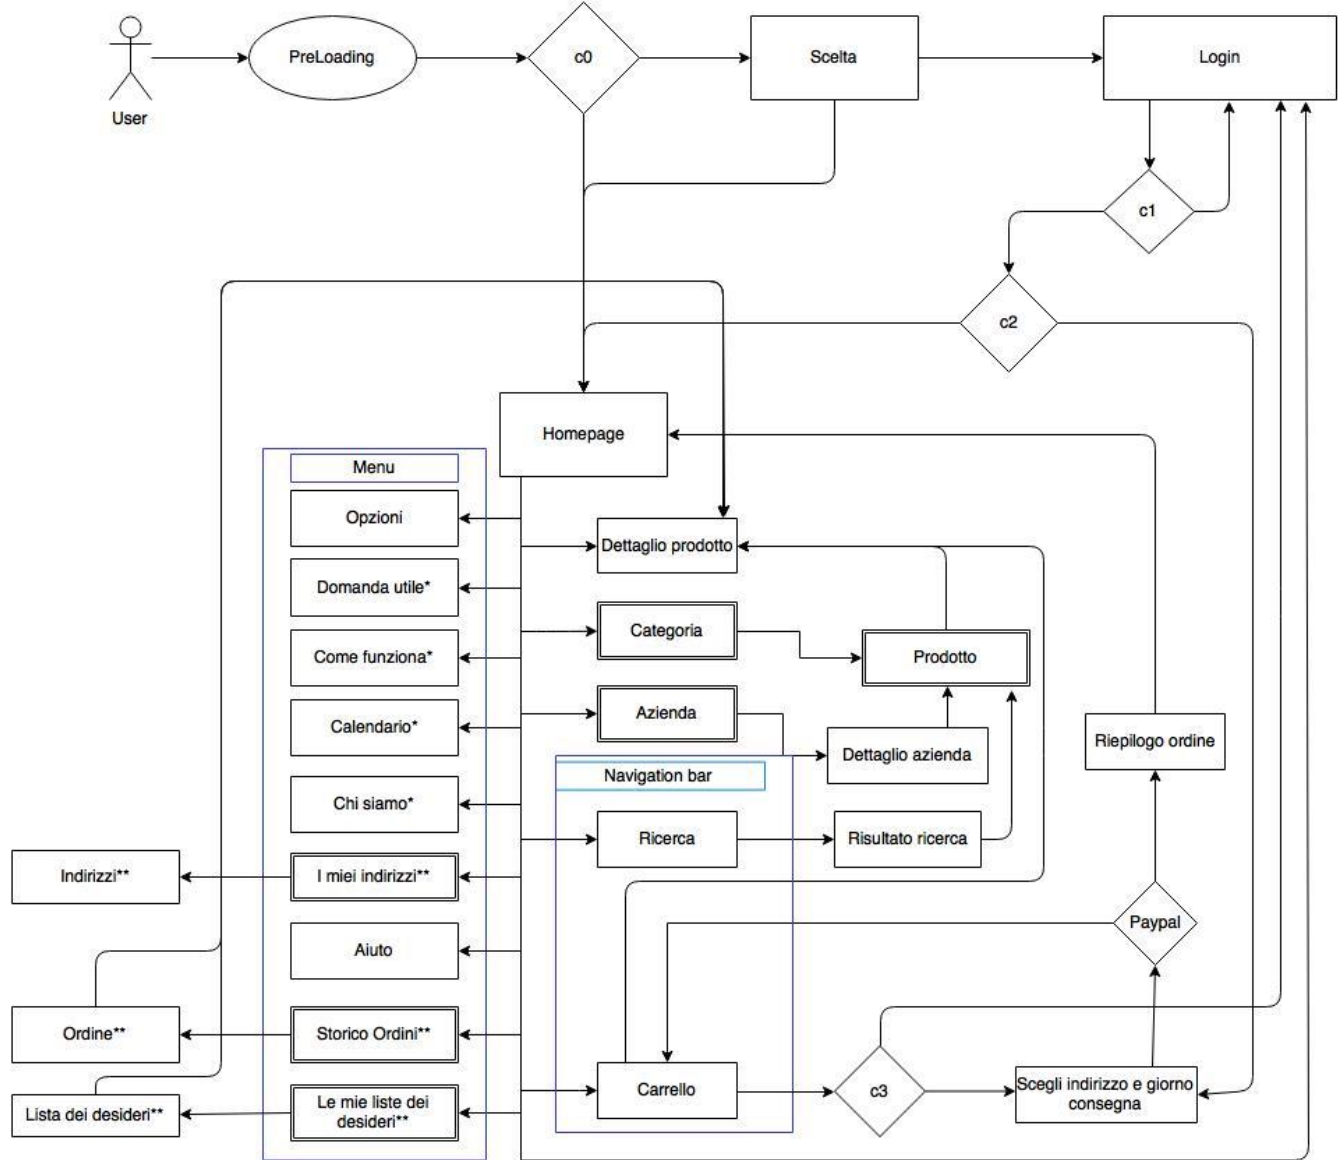 PreLoading
c0
Scelta
Login
User
c1
c2
Homepage
Menu
Opzioni
Dettaglio prodotto
Domanda utile*
Categoria
Come funziona*
Prodotto
Azienda
Calendario*
Riepilogo ordine
Dettaglio azienda
Navigation bar
Chi siamo*
Ricerca
Risultato ricerca
Indirizzi**
I miei indirizzi**
Paypal
Aiuto
Ordine**
Storico Ordini**
Carrello
c3
Scegli indirizzo e giorno
consegna
Lista dei desideri**
Le mie liste dei
desideri**